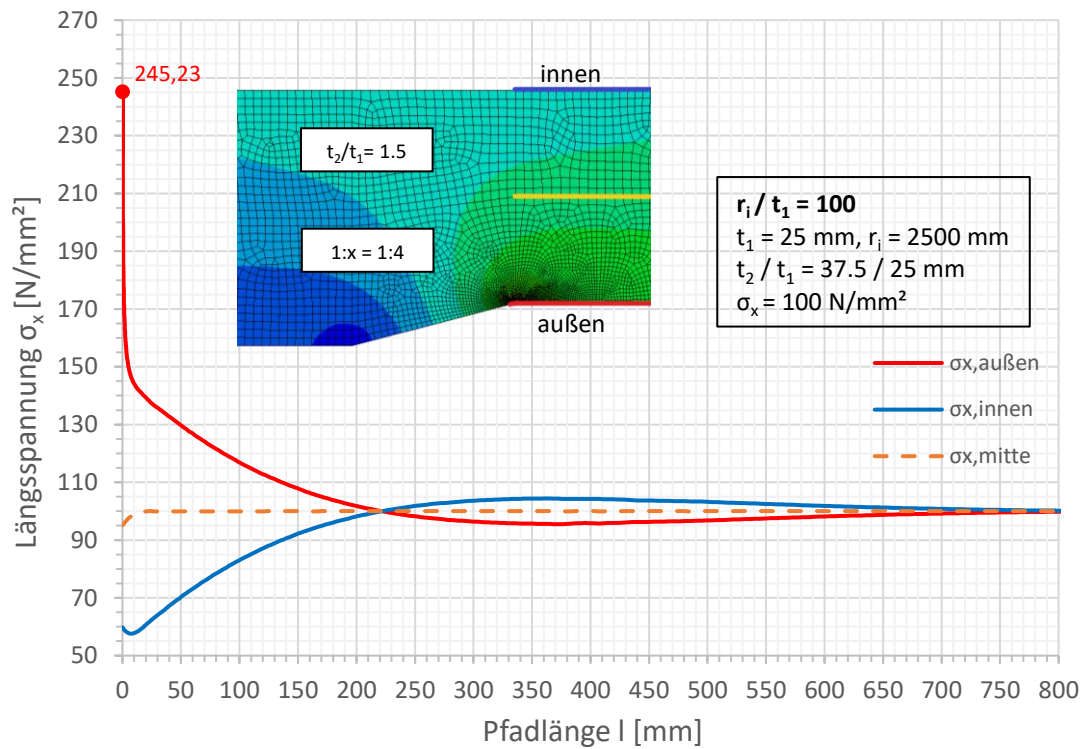 270
250
230
210
190
170
150
130
110
90
70
50
Längsspannung σₓ [N/mm²]
245,23
innen
t₂/t₁= 1.5
1:x = 1:4
außen
rᵢ / t₁ = 100
t₁ = 25 mm, rᵢ = 2500 mm
t₂ / t₁ = 37.5 / 25 mm
σₓ = 100 N/mm²
σx,außen
σx,innen
σx,mitte
0 50 100 150 200 250 300 350 400 450 500 550 600 650 700 750 800
Pfadlänge l [mm]